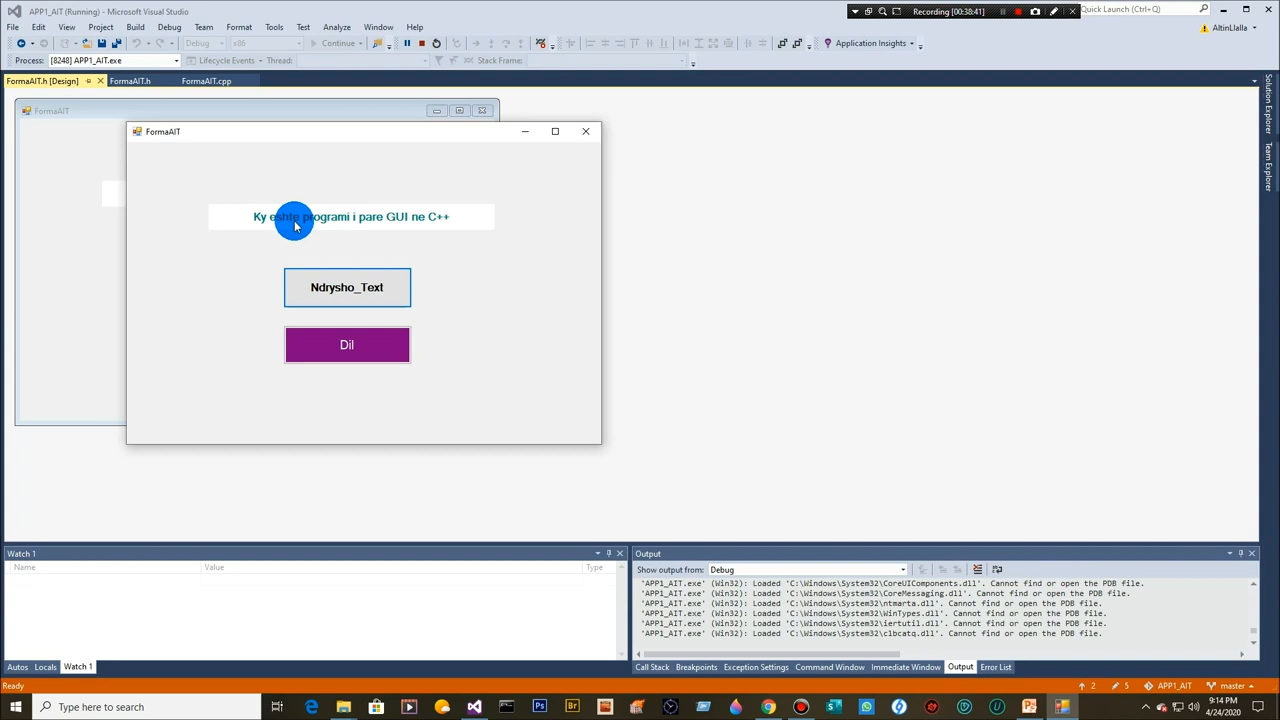 APP1_AIT (Running) - Microsoft Visual Studio
Recording [00:38:41]
Quick Launch (Ctrl+Q)
File Edit View Project Build Debug Team Format Tools Test Analyze Window Help
AltinLlalla
Debug x86 Continue Application Insights
Process: [8248] APP1_AIT.exe Lifecycle Events Thread: Stack Frame:
FormaAIT.h [Design] FormaAIT.h FormaAIT.cpp
Solution Explorer
Team Explorer
FormaAIT
FormaAIT
Ky eshte programi i pare GUI ne C++
Ndrysho_Text
Dil
Watch 1
Name Value Type
Autos Locals Watch 1
Output
Show output from: Debug
'APP1_AIT.exe' (Win32): Loaded 'C:\Windows\System32\CoreUIComponents.dll'. Cannot find or open the PDB file.
'APP1_AIT.exe' (Win32): Loaded 'C:\Windows\System32\CoreMessaging.dll'. Cannot find or open the PDB file.
'APP1_AIT.exe' (Win32): Loaded 'C:\Windows\System32\ntmarta.dll'. Cannot find or open the PDB file.
'APP1_AIT.exe' (Win32): Loaded 'C:\Windows\System32\WinTypes.dll'. Cannot find or open the PDB file.
'APP1_AIT.exe' (Win32): Loaded 'C:\Windows\System32\iertutil.dll'. Cannot find or open the PDB file.
'APP1_AIT.exe' (Win32): Loaded 'C:\Windows\System32\clbcatq.dll'. Cannot find or open the PDB file.
Call Stack Breakpoints Exception Settings Command Window Immediate Window Output Error List
Ready
2 5 APP1_AIT master
Type here to search
9:14 PM
4/24/2020